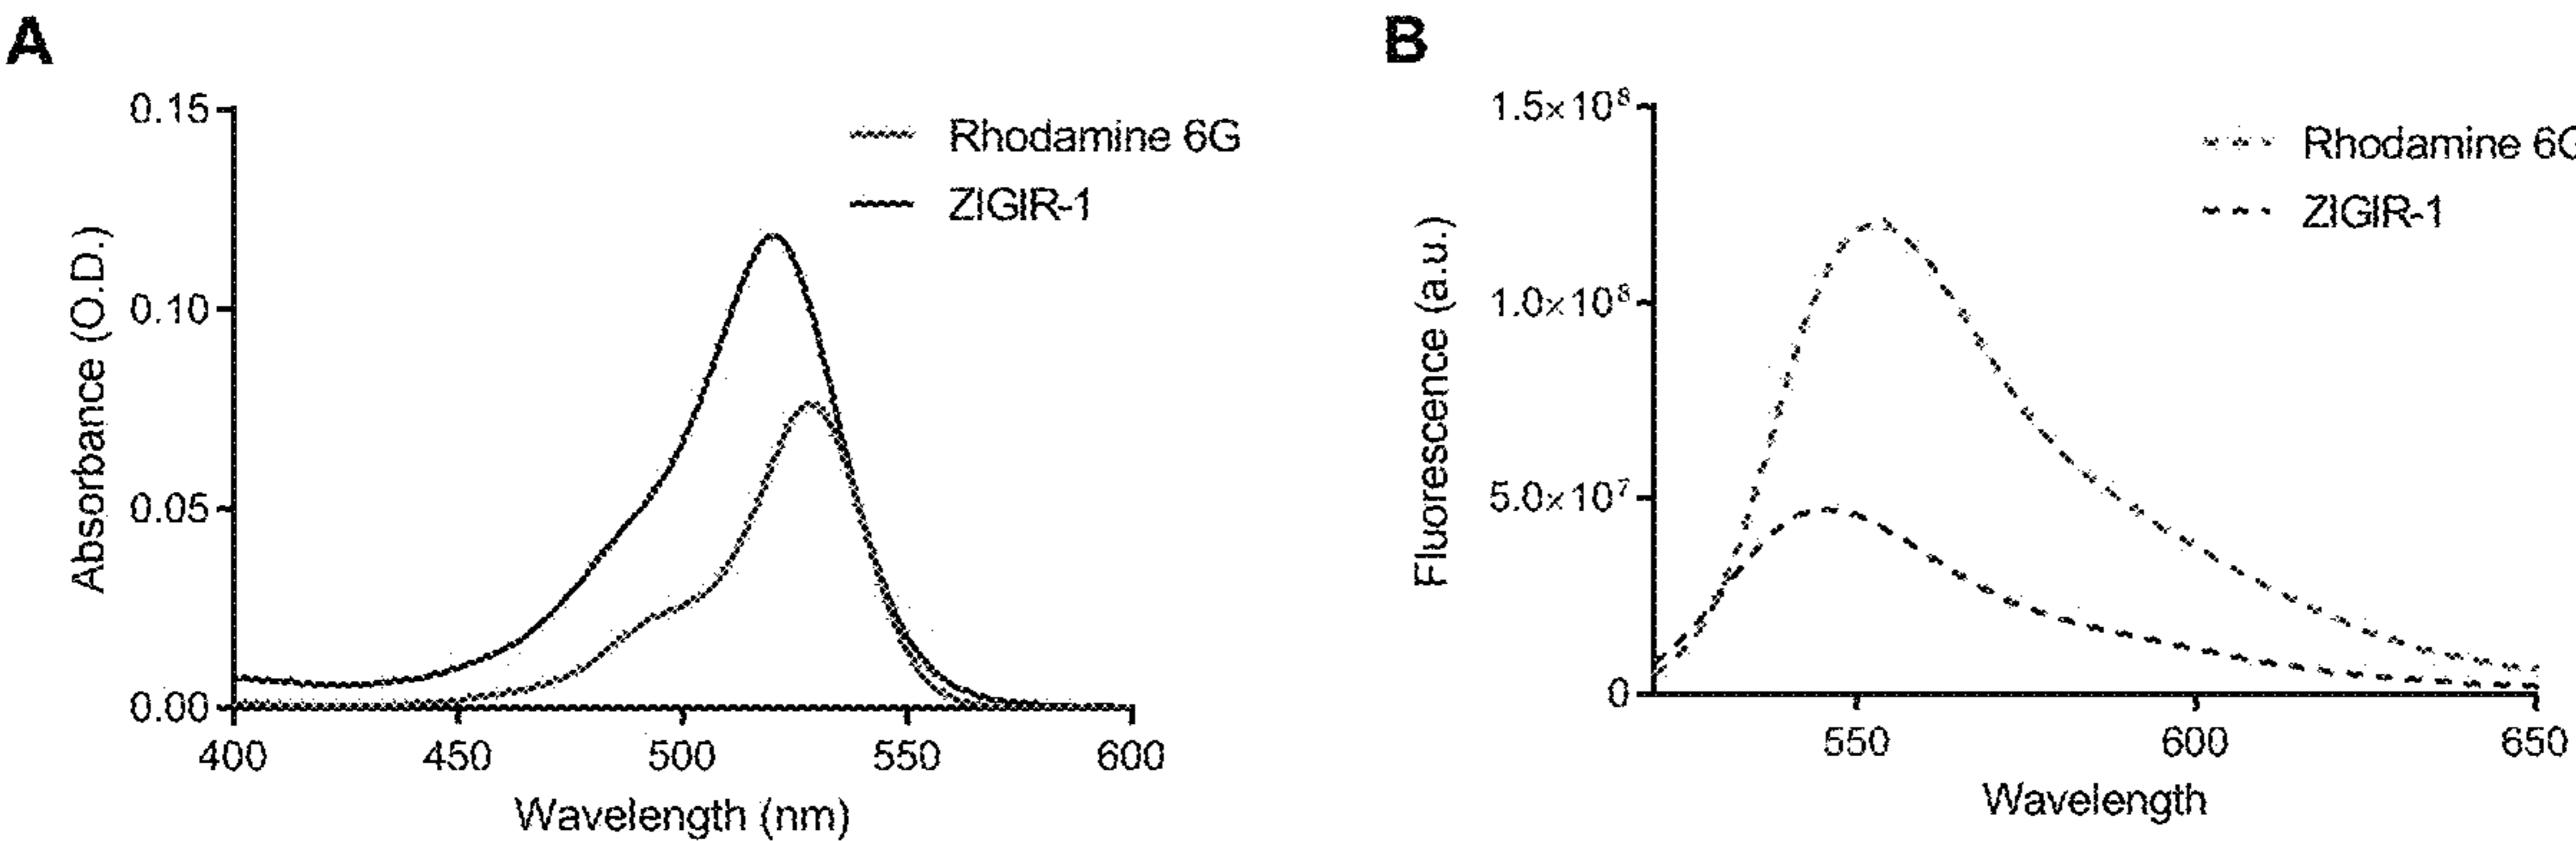 A
B
0.15
0.10
0.05
0.00
Absorbance (O.D.)
Rhodamine 6G
ZIGIR-1
400 450 500 550 600
Wavelength (nm)
1.5×10⁸
1.0×10⁸
5.0×10⁷
0
Fluorescence (a.u.)
Rhodamine 6G
ZIGIR-1
550 600 650
Wavelength